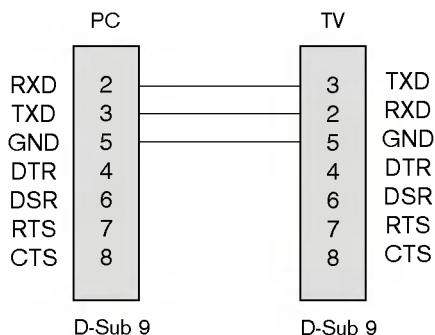 PC TV
RXD 2 3 TXD
TXD 3 2 RXD
GND 5 5 GND
DTR 4 4 DTR
DSR 6 6 DSR
RTS 7 7 RTS
CTS 8 8 CTS
D-Sub 9 D-Sub 9